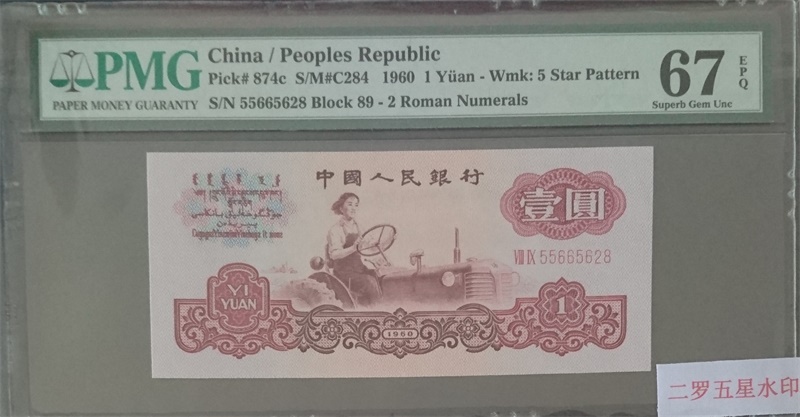 PMG
PAPER MONEY GUARANTY
China / Peoples Republic
Pick# 874c S/M#C284 1960 1 Yüan - Wmk: 5 Star Pattern
S/N 55665628 Block 89 - 2 Roman Numerals
67 EPQ
Superb Gem Unc
中國人民銀行
壹圓
VIII IX 55665628
YI
YUAN
1960
1
二罗五星水印